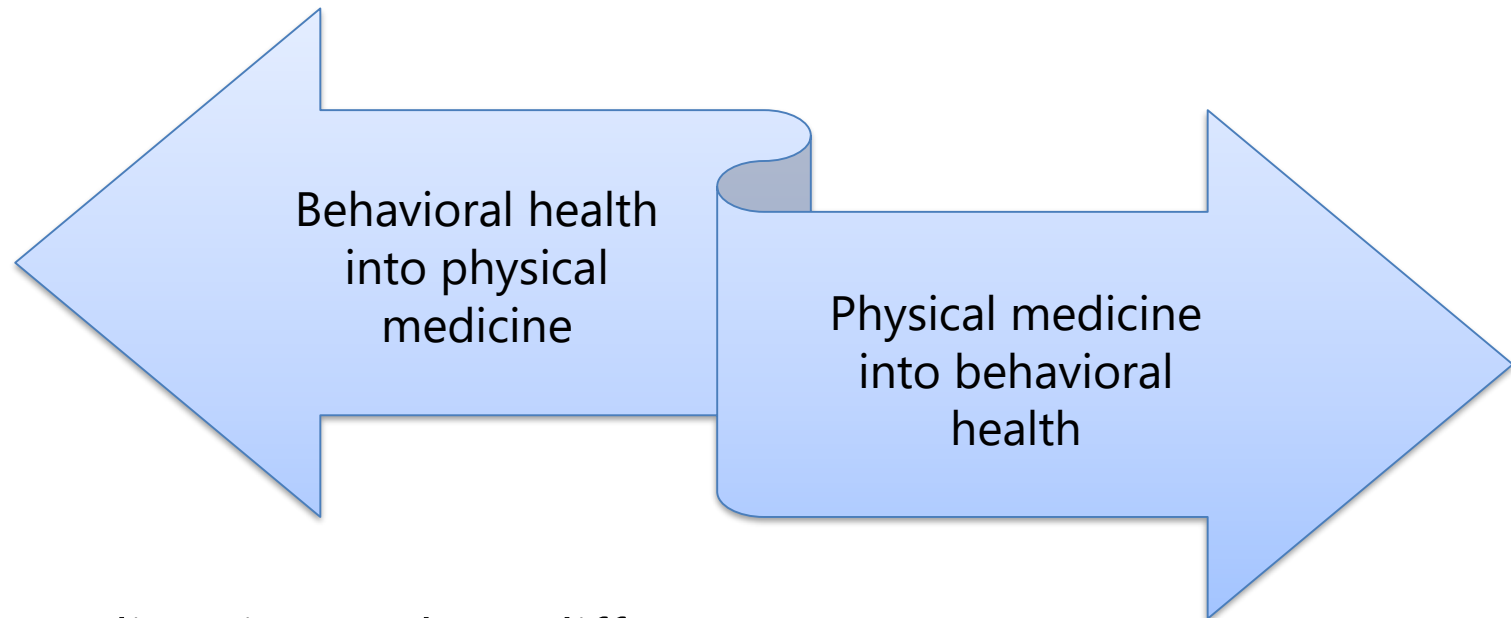 Behavioral health
into physical
medicine
Physical medicine
into behavioral
health